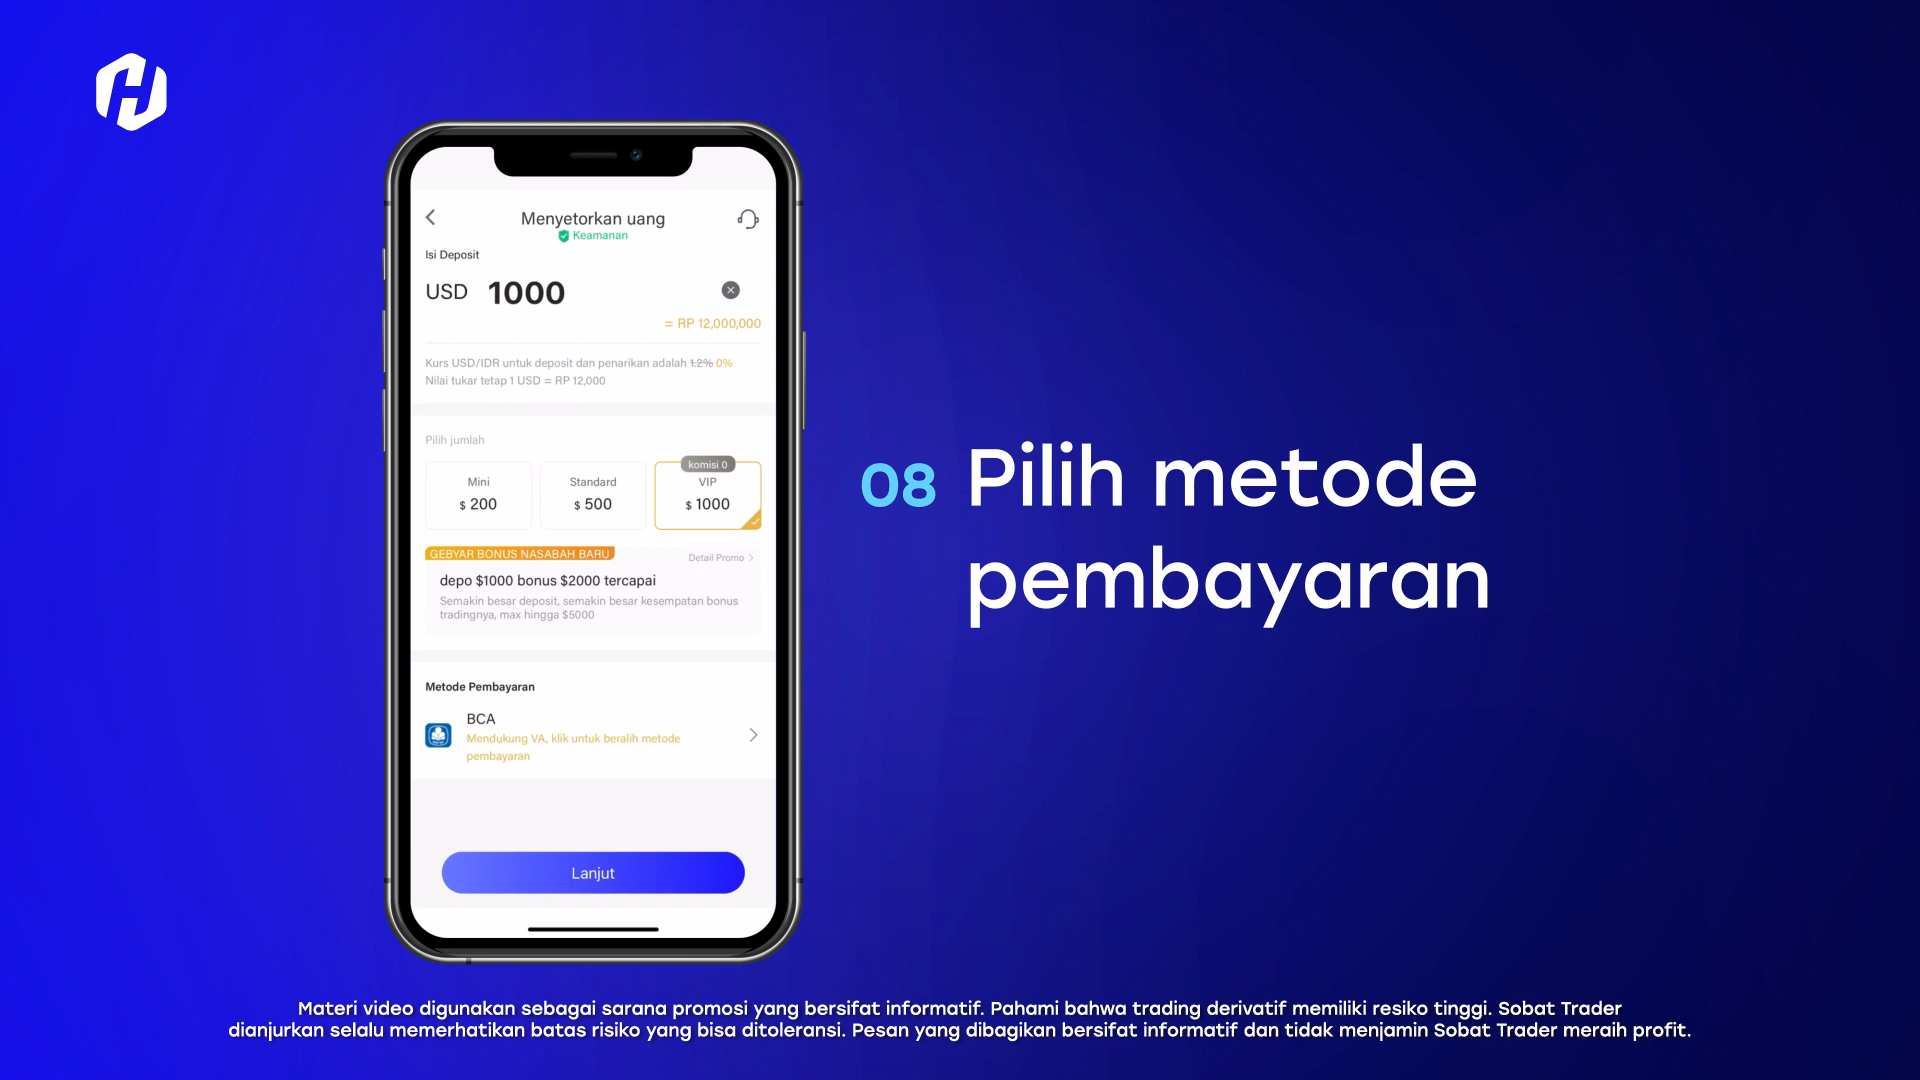 Menyetorkan uang
Keamanan
Isi Deposit
USD 1000
= RP 12,000,000
Kurs USD/IDR untuk deposit dan penarikan adalah 1.2% 0%
Nilai tukar tetap 1 USD = RP 12,000
Pilih jumlah
komisi 0
Mini Standard VIP
$ 200 $ 500 $ 1000
GEBYAR BONUS NASABAH BARU
Detail Promo >
depo $1000 bonus $2000 tercapai
Semakin besar deposit, semakin besar kesempatan bonus
tradingnya, max hingga $5000
Metode Pembayaran
BCA
Mendukung VA, klik untuk beralih metode
pembayaran
Lanjut
08 Pilih metode
pembayaran
Materi video digunakan sebagai sarana promosi yang bersifat informatif. Pahami bahwa trading derivatif memiliki resiko tinggi. Sobat Trader
dianjurkan selalu memerhatikan batas risiko yang bisa ditoleransi. Pesan yang dibagikan bersifat informatif dan tidak menjamin Sobat Trader meraih profit.